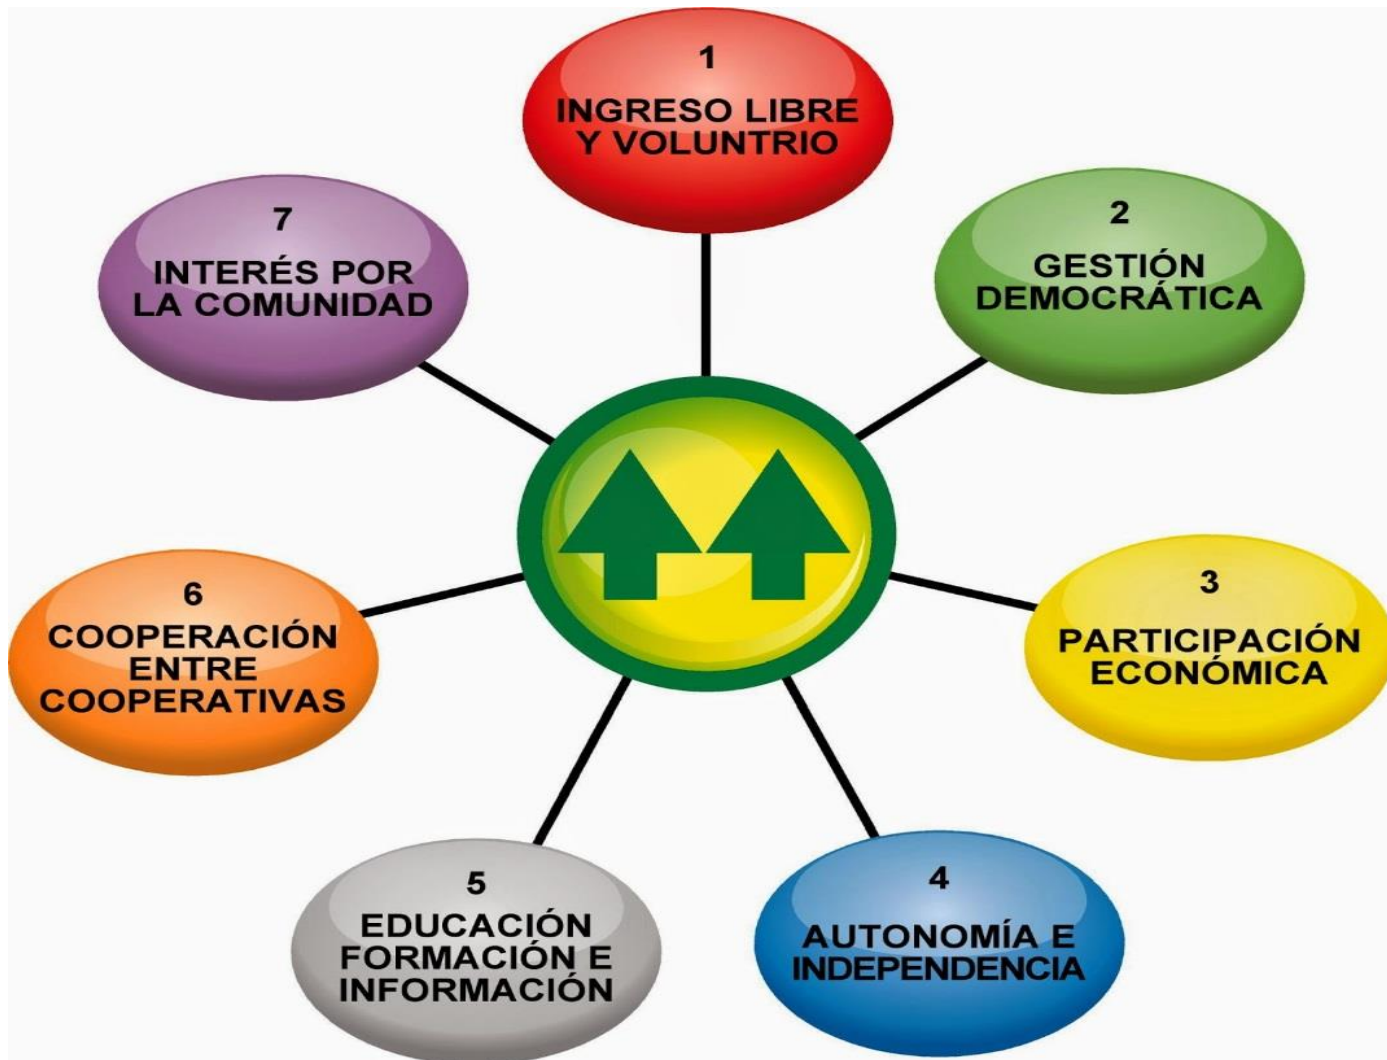 1
INGRESO LIBRE
Y VOLUNTRIO
2
GESTIÓN
DEMOCRÁTICA
3
PARTICIPACIÓN
ECONÓMICA
4
AUTONOMÍA E
INDEPENDENCIA
5
EDUCACIÓN
FORMACIÓN E
INFORMACIÓN
6
COOPERACIÓN
ENTRE
COOPERATIVAS
7
INTERÉS POR
LA COMUNIDAD